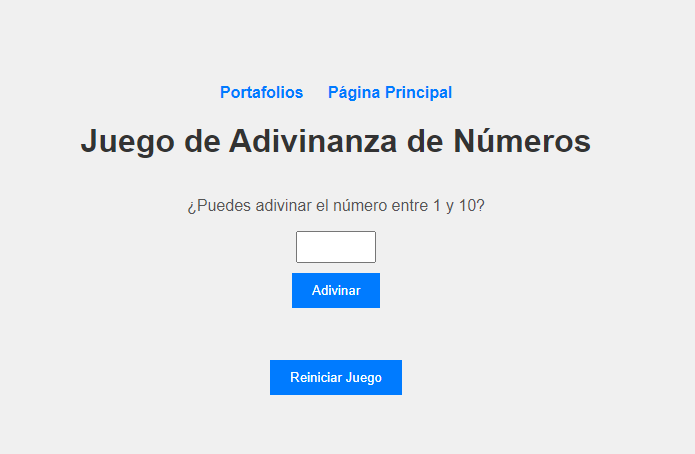 Portafolios Página Principal
Juego de Adivinanza de Números
¿Puedes adivinar el número entre 1 y 10?
Adivinar
Reiniciar Juego